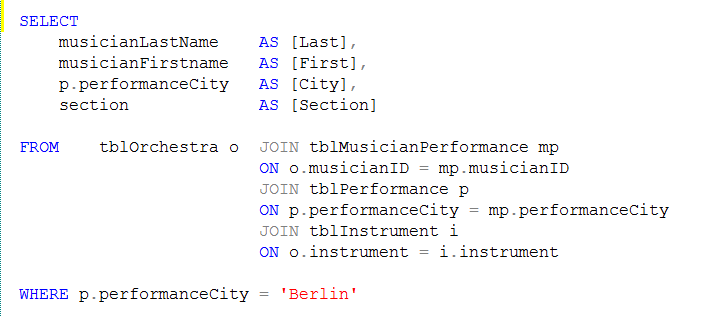 SELECT
musicianLastName AS [Last],
musicianFirstname AS [First],
p.performanceCity AS [City],
section AS [Section]
FROM tblOrchestra o JOIN tblMusicianPerformance mp
ON o.musicianID = mp.musicianID
JOIN tblPerformance p
ON p.performanceCity = mp.performanceCity
JOIN tblInstrument i
ON o.instrument = i.instrument
WHERE p.performanceCity = 'Berlin'